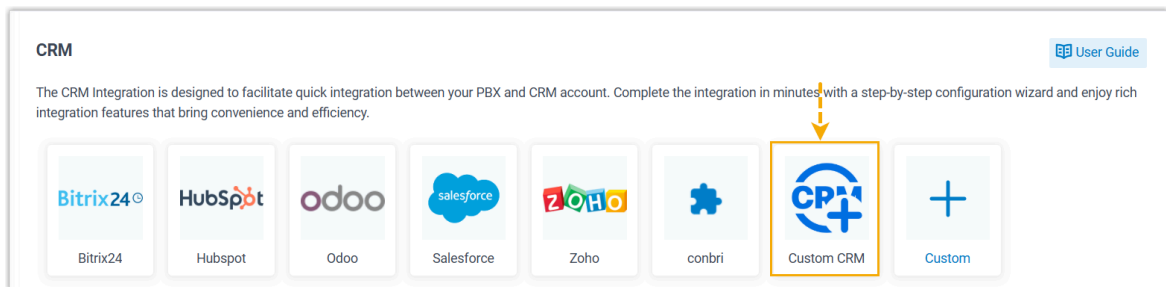 CRM
User Guide
The CRM Integration is designed to facilitate quick integration between your PBX and CRM account. Complete the integration in minutes with a step-by-step configuration wizard and enjoy rich
integration features that bring convenience and efficiency.
Bitrix24
HubSpot
odoo
salesforce
ZOHO
CRM
Bitrix24
Hubspot
Odoo
Salesforce
Zoho
conbri
Custom CRM
Custom